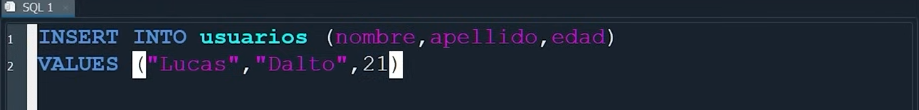 SQL 1
1 INSERT INTO usuarios (nombre,apellido,edad)
2 VALUES ("Lucas","Dalto",21)